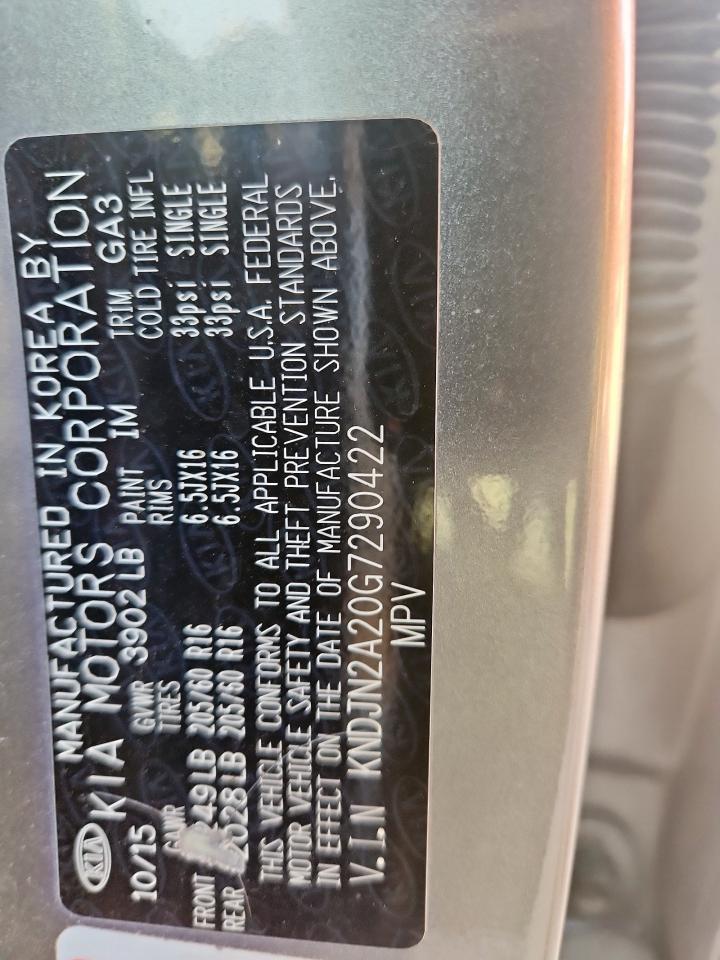 MANUFACTURED IN KOREA BY
KIA KIA MOTORS CORPORATION
10/15 GVWR 3902 LB PAINT IM TRIM GA3
GAWR TIRES RIMS COLD TIRE INFL
FRONT 49LB 205/60 R16 6.5JX16 33psi SINGLE
REAR 2028LB 205/60 R16 6.5JX16 33psi SINGLE
THIS VEHICLE CONFORMS TO ALL APPLICABLE U.S.A. FEDERAL
MOTOR VEHICLE SAFETY AND THEFT PREVENTION STANDARDS
IN EFFECT ON THE DATE OF MANUFACTURE SHOWN ABOVE.
V.I.N KNDJN2A20G7290422
MPV